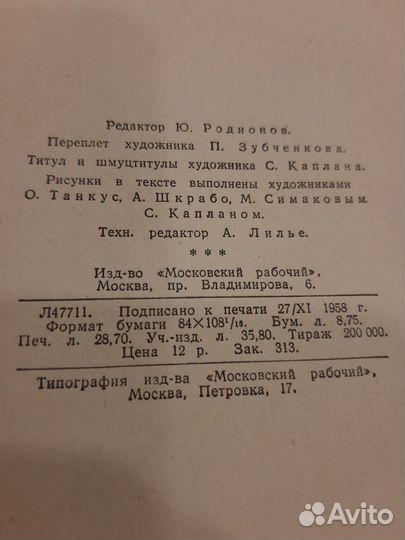 Редактор Ю. Родионов.
Переплет художника П. Зубченкова.
Титул и шмуцтитулы художника С. Каплана.
Рисунки в тексте выполнены художниками
О. Танкус, А. Шкрабо, М. Симаковым.
С. Капланом.
Техн. редактор А. Лилье.
* * *
Изд-во «Московский рабочий»,
Москва, пр. Владимирова, 6.
Л47711. Подписано к печати 27/XI 1958 г.
Формат бумаги 84×108¹/₁₆. Бум. л. 8,75.
Печ. л. 28,70. Уч.-изд. л. 35,80. Тираж 200 000.
Цена 12 р. Зак. 313.
Типография изд-ва «Московский рабочий»,
Москва, Петровка, 17.
Avito